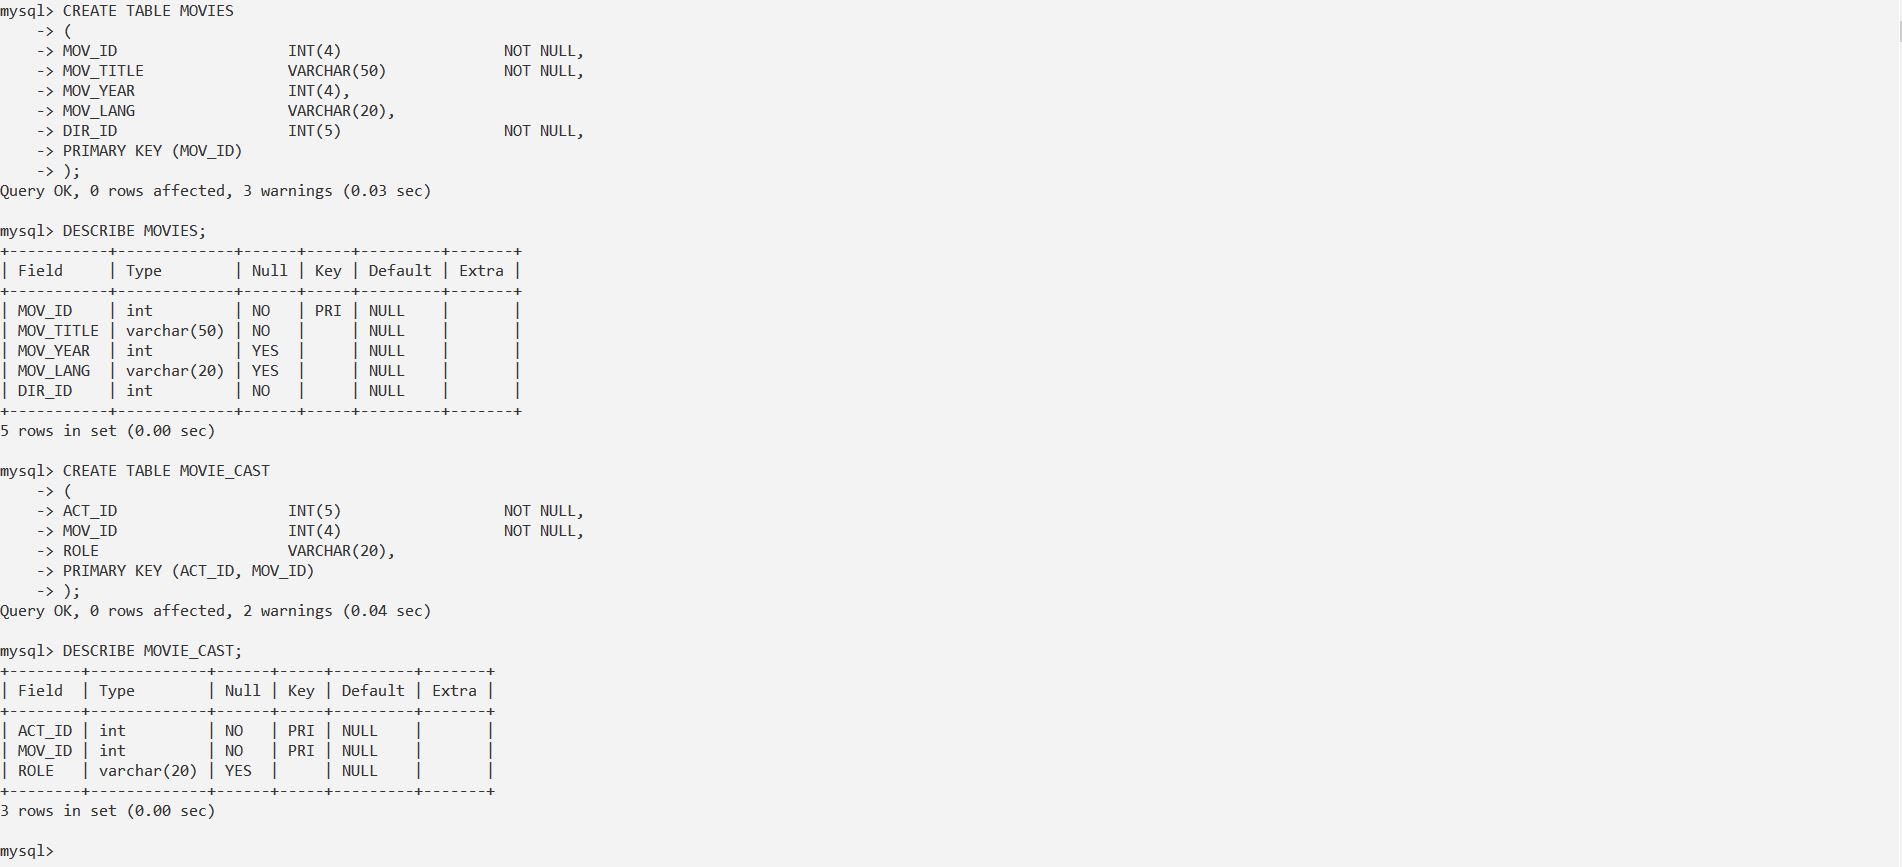 mysql> CREATE TABLE MOVIES
    -> (
    -> MOV_ID                   INT(4)                  NOT NULL,
    -> MOV_TITLE                VARCHAR(50)             NOT NULL,
    -> MOV_YEAR                 INT(4),
    -> MOV_LANG                 VARCHAR(20),
    -> DIR_ID                   INT(5)                  NOT NULL,
    -> PRIMARY KEY (MOV_ID)
    -> );
Query OK, 0 rows affected, 3 warnings (0.03 sec)

mysql> DESCRIBE MOVIES;
+-----------+-------------+------+-----+---------+-------+
| Field     | Type        | Null | Key | Default | Extra |
+-----------+-------------+------+-----+---------+-------+
| MOV_ID    | int         | NO   | PRI | NULL    |       |
| MOV_TITLE | varchar(50) | NO   |     | NULL    |       |
| MOV_YEAR  | int         | YES  |     | NULL    |       |
| MOV_LANG  | varchar(20) | YES  |     | NULL    |       |
| DIR_ID    | int         | NO   |     | NULL    |       |
+-----------+-------------+------+-----+---------+-------+
5 rows in set (0.00 sec)

mysql> CREATE TABLE MOVIE_CAST
    -> (
    -> ACT_ID                   INT(5)                  NOT NULL,
    -> MOV_ID                   INT(4)                  NOT NULL,
    -> ROLE                     VARCHAR(20),
    -> PRIMARY KEY (ACT_ID, MOV_ID)
    -> );
Query OK, 0 rows affected, 2 warnings (0.04 sec)

mysql> DESCRIBE MOVIE_CAST;
+--------+-------------+------+-----+---------+-------+
| Field  | Type        | Null | Key | Default | Extra |
+--------+-------------+------+-----+---------+-------+
| ACT_ID | int         | NO   | PRI | NULL    |       |
| MOV_ID | int         | NO   | PRI | NULL    |       |
| ROLE   | varchar(20) | YES  |     | NULL    |       |
+--------+-------------+------+-----+---------+-------+
3 rows in set (0.00 sec)

mysql>